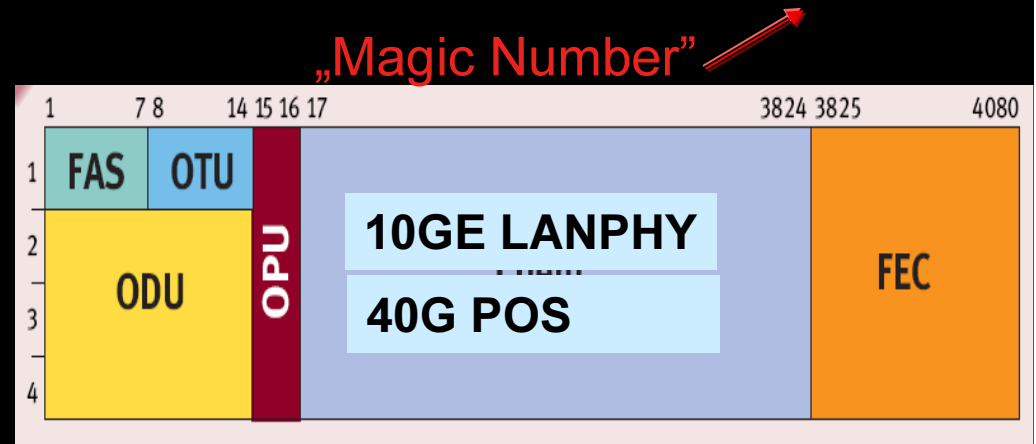 „Magic Number”
1 7 8 14 15 16 17 3824 3825 4080
1 FAS OTU
2 10GE LANPHY
ODU OPU FEC
3 40G POS
4